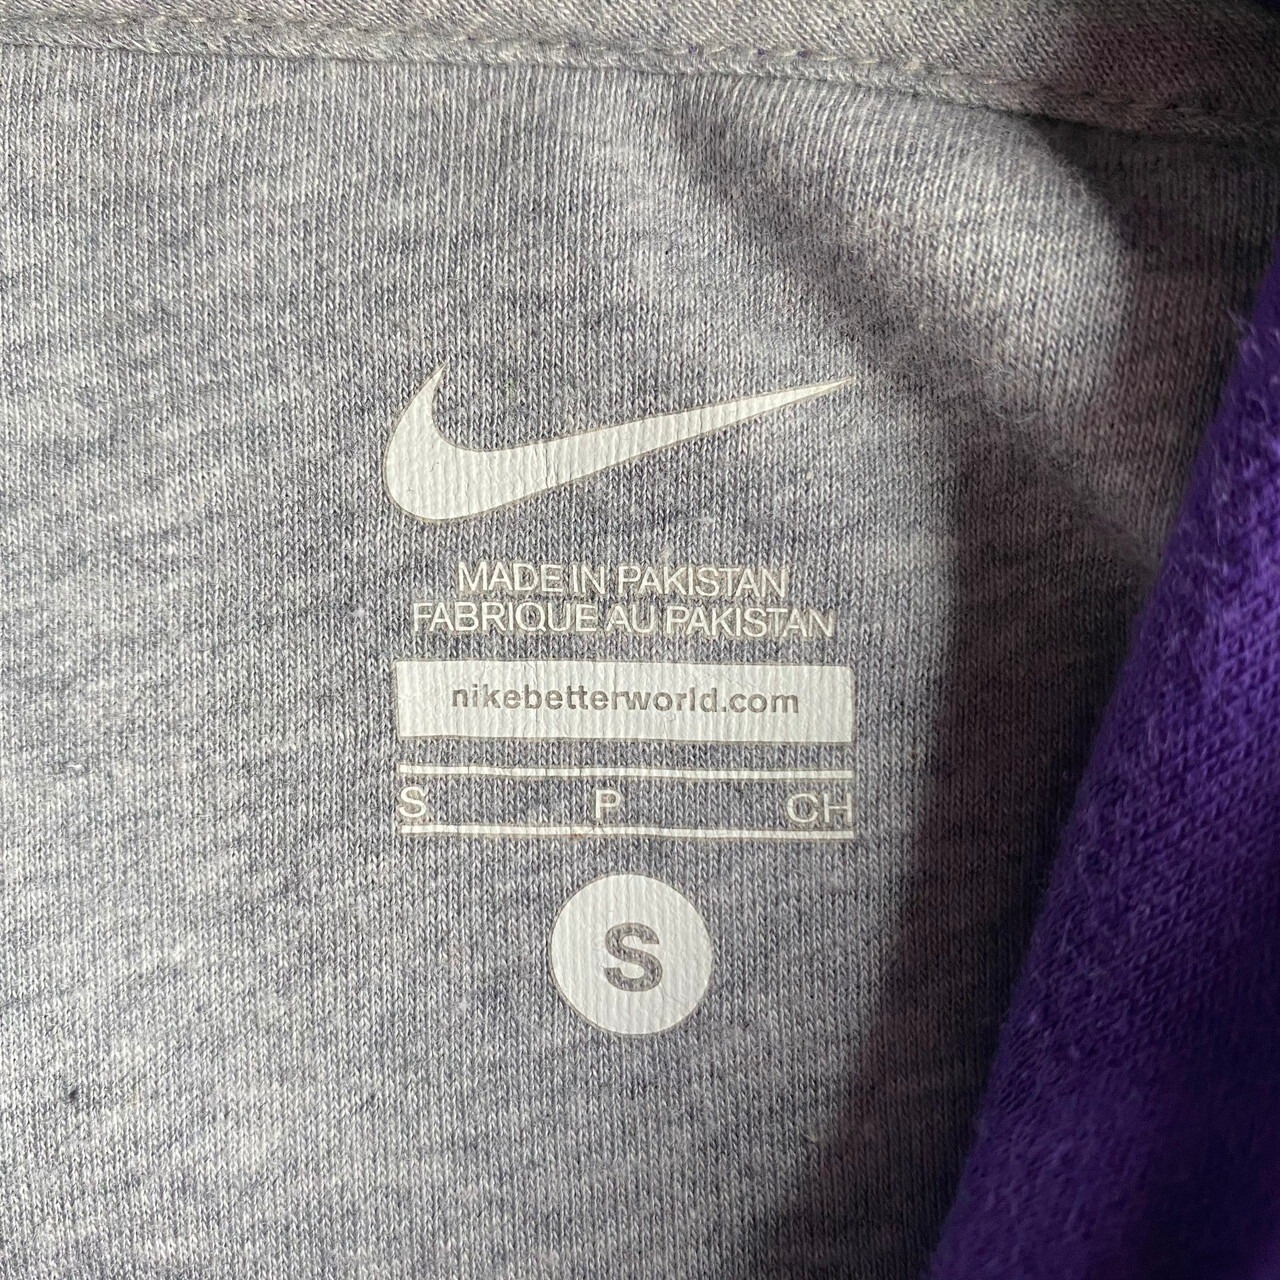 MADE IN PAKISTAN
FABRIQUE AU PAKISTAN
nikebetterworld.com
S P CH
S